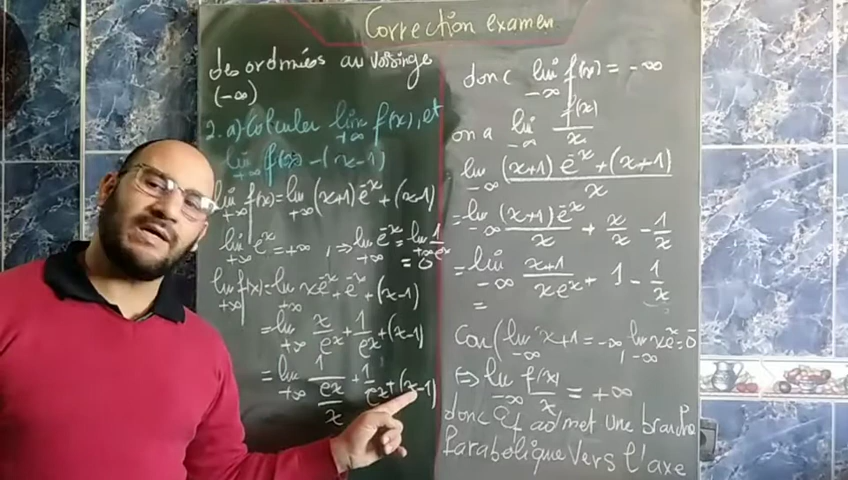 Correction examen
des ordrniés au Voisinge
(-∞)
2. a) Calculer lim f(x), et
+∞
lim f(x) - (x-1)
+∞
lim f(x) = lim (x+1) e^-x + (x-1)
+∞ +∞
lim e^x = +∞, ⇒ lim e^-x = lim 1/e^x
+∞ +∞ +∞
= 0
lim f(x) = lim x e^-x + e^-x + (x-1)
+∞ +∞
= lim x/e^x + 1/e^x + (x-1)
+∞
= lim 1/(e^x/x) + 1/e^x + (x-1)
+∞
donc lim f(x) = -∞
-∞
on a lim f(x)/x
-∞
lim ((x+1) e^-x + (x+1))/x
-∞
= lim (x+1) e^-x/x + x/x - 1/x
-∞
= lim (x+1)/(x e^x) + 1 - 1/x
-∞
=
Car (lim x+1 = -∞, lim x e^x = 0^-
-∞ -∞
⇒ lim f(x)/x = +∞
-∞
donc Cf admet une branche
Parabolique Vers l'axe